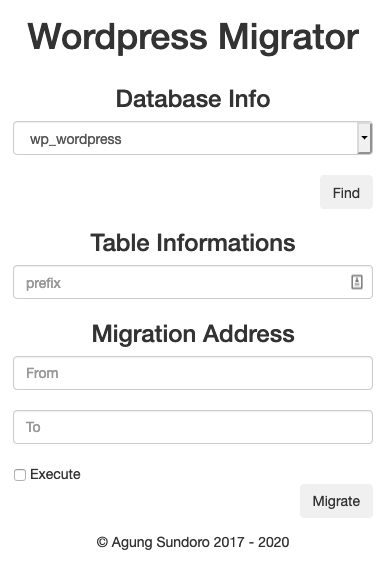 Wordpress Migrator
Database Info
wp_wordpress
Find
Table Informations
prefix
Migration Address
From
To
Execute
Migrate
© Agung Sundoro 2017 - 2020